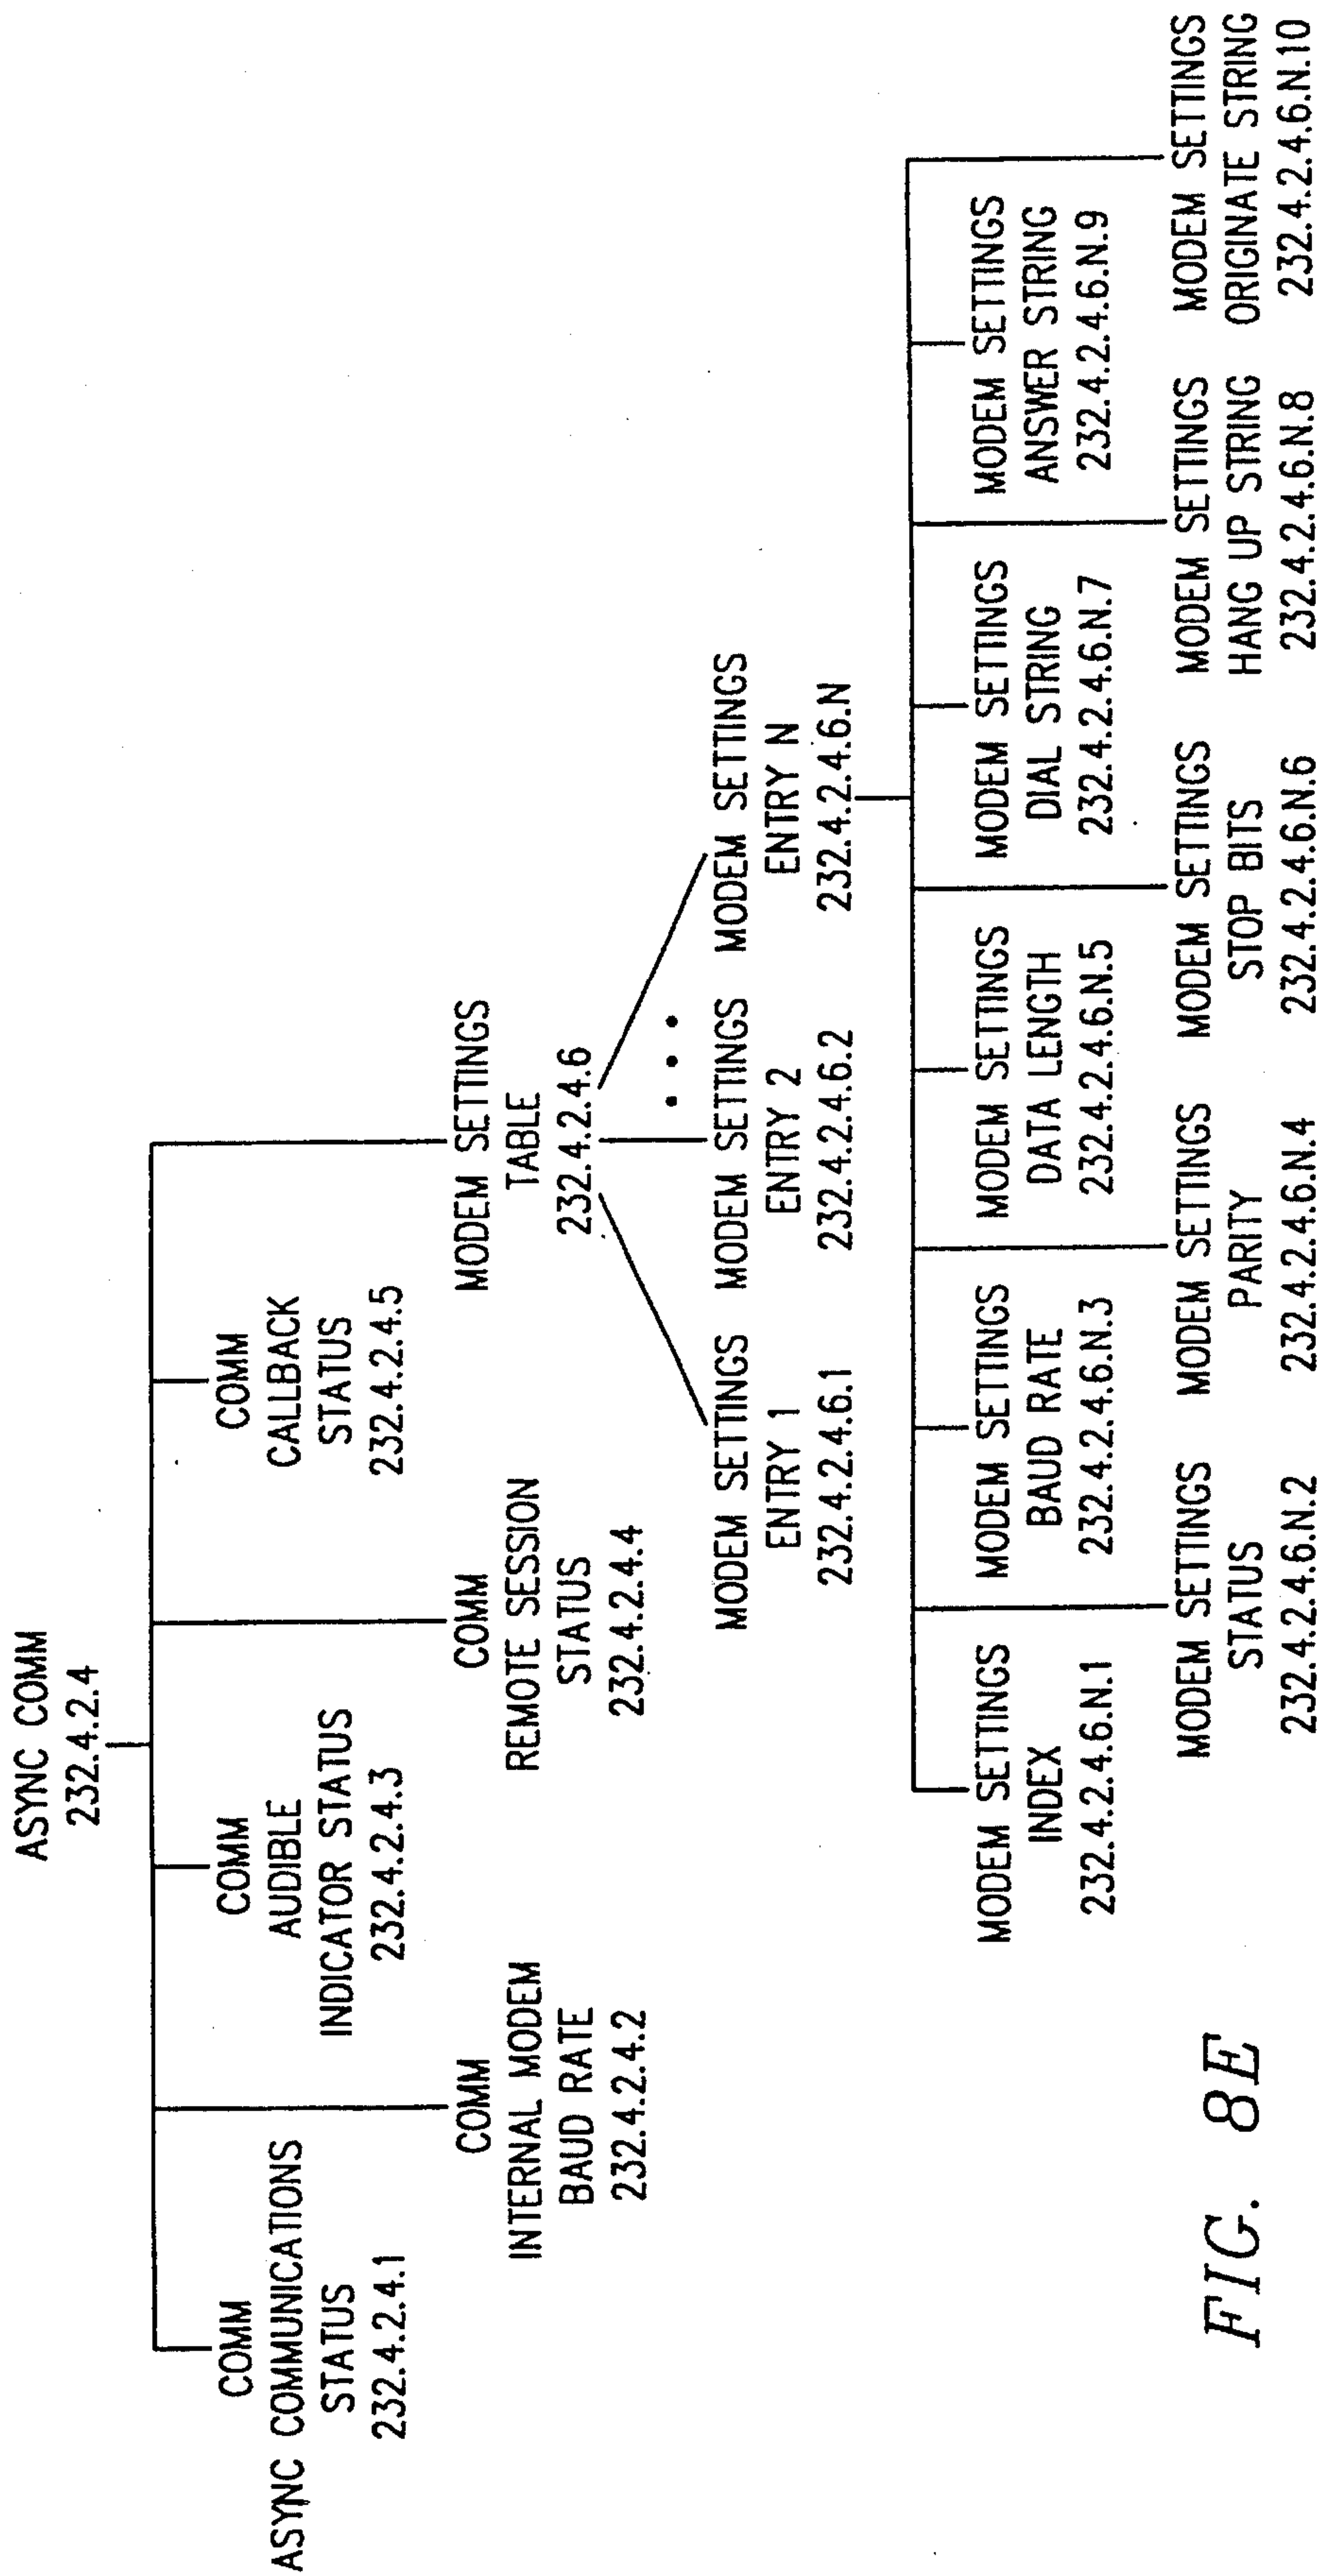 ASYNC COMM
232.4.2.4
COMM
ASYNC COMMUNICATIONS
STATUS
232.4.2.4.1
COMM
INTERNAL MODEM
BAUD RATE
232.4.2.4.2
COMM
AUDIBLE
INDICATOR STATUS
232.4.2.4.3
COMM
REMOTE SESSION
STATUS
232.4.2.4.4
COMM
CALLBACK
STATUS
232.4.2.4.5
MODEM SETTINGS
TABLE
232.4.2.4.6
MODEM SETTINGS
ENTRY 1
232.4.2.4.6.1
MODEM SETTINGS
ENTRY 2
232.4.2.4.6.2
• • •
MODEM SETTINGS
ENTRY N
232.4.2.4.6.N
MODEM SETTINGS
INDEX
232.4.2.4.6.N.1
MODEM SETTINGS
STATUS
232.4.2.4.6.N.2
MODEM SETTINGS
BAUD RATE
232.4.2.4.6.N.3
MODEM SETTINGS
PARITY
232.4.2.4.6.N.4
MODEM SETTINGS
DATA LENGTH
232.4.2.4.6.N.5
MODEM SETTINGS
STOP BITS
232.4.2.4.6.N.6
MODEM SETTINGS
DIAL STRING
232.4.2.4.6.N.7
MODEM SETTINGS
HANG UP STRING
232.4.2.4.6.N.8
MODEM SETTINGS
ANSWER STRING
232.4.2.4.6.N.9
MODEM SETTINGS
ORIGINATE STRING
232.4.2.4.6.N.10
FIG. 8E